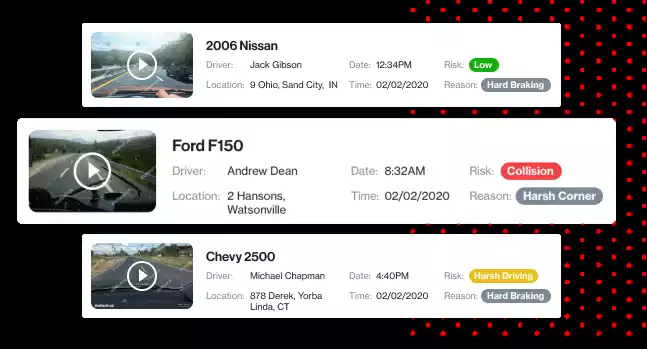 2006 Nissan
Driver: Jack Gibson Date: 12:34PM Risk: Low
Location: 9 Ohio, Sand City, IN Time: 02/02/2020 Reason: Hard Braking
Ford F150
Driver: Andrew Dean Date: 8:32AM Risk: Collision
Location: 2 Hansons, Time: 02/02/2020 Reason: Harsh Corner
Watsonville
Chevy 2500
Driver: Michael Chapman Date: 4:40PM Risk: Harsh Driving
Location: 878 Derek, Yorba Time: 02/02/2020 Reason: Hard Braking
Linda, CT